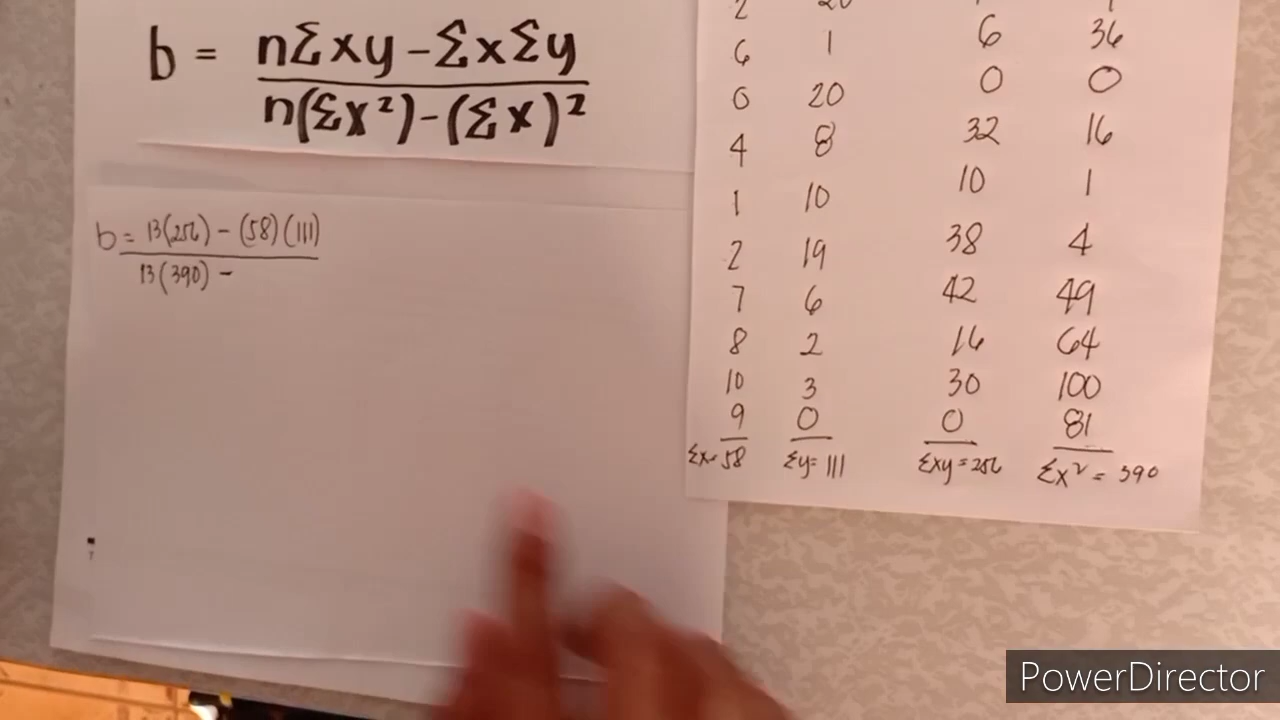 b = nΣxy - ΣxΣy
n(Σx²) - (Σx)²
b = 13(256) - (58)(111)
13(390) -
2 20
6 1 6 36
0 20 0 0
4 8 32 16
1 10 10 1
2 19 38 4
7 6 42 49
8 2 16 64
10 3 30 100
9 0 0 81
Σx=58 Σy=111 Σxy=256 Σx²=390
PowerDirector